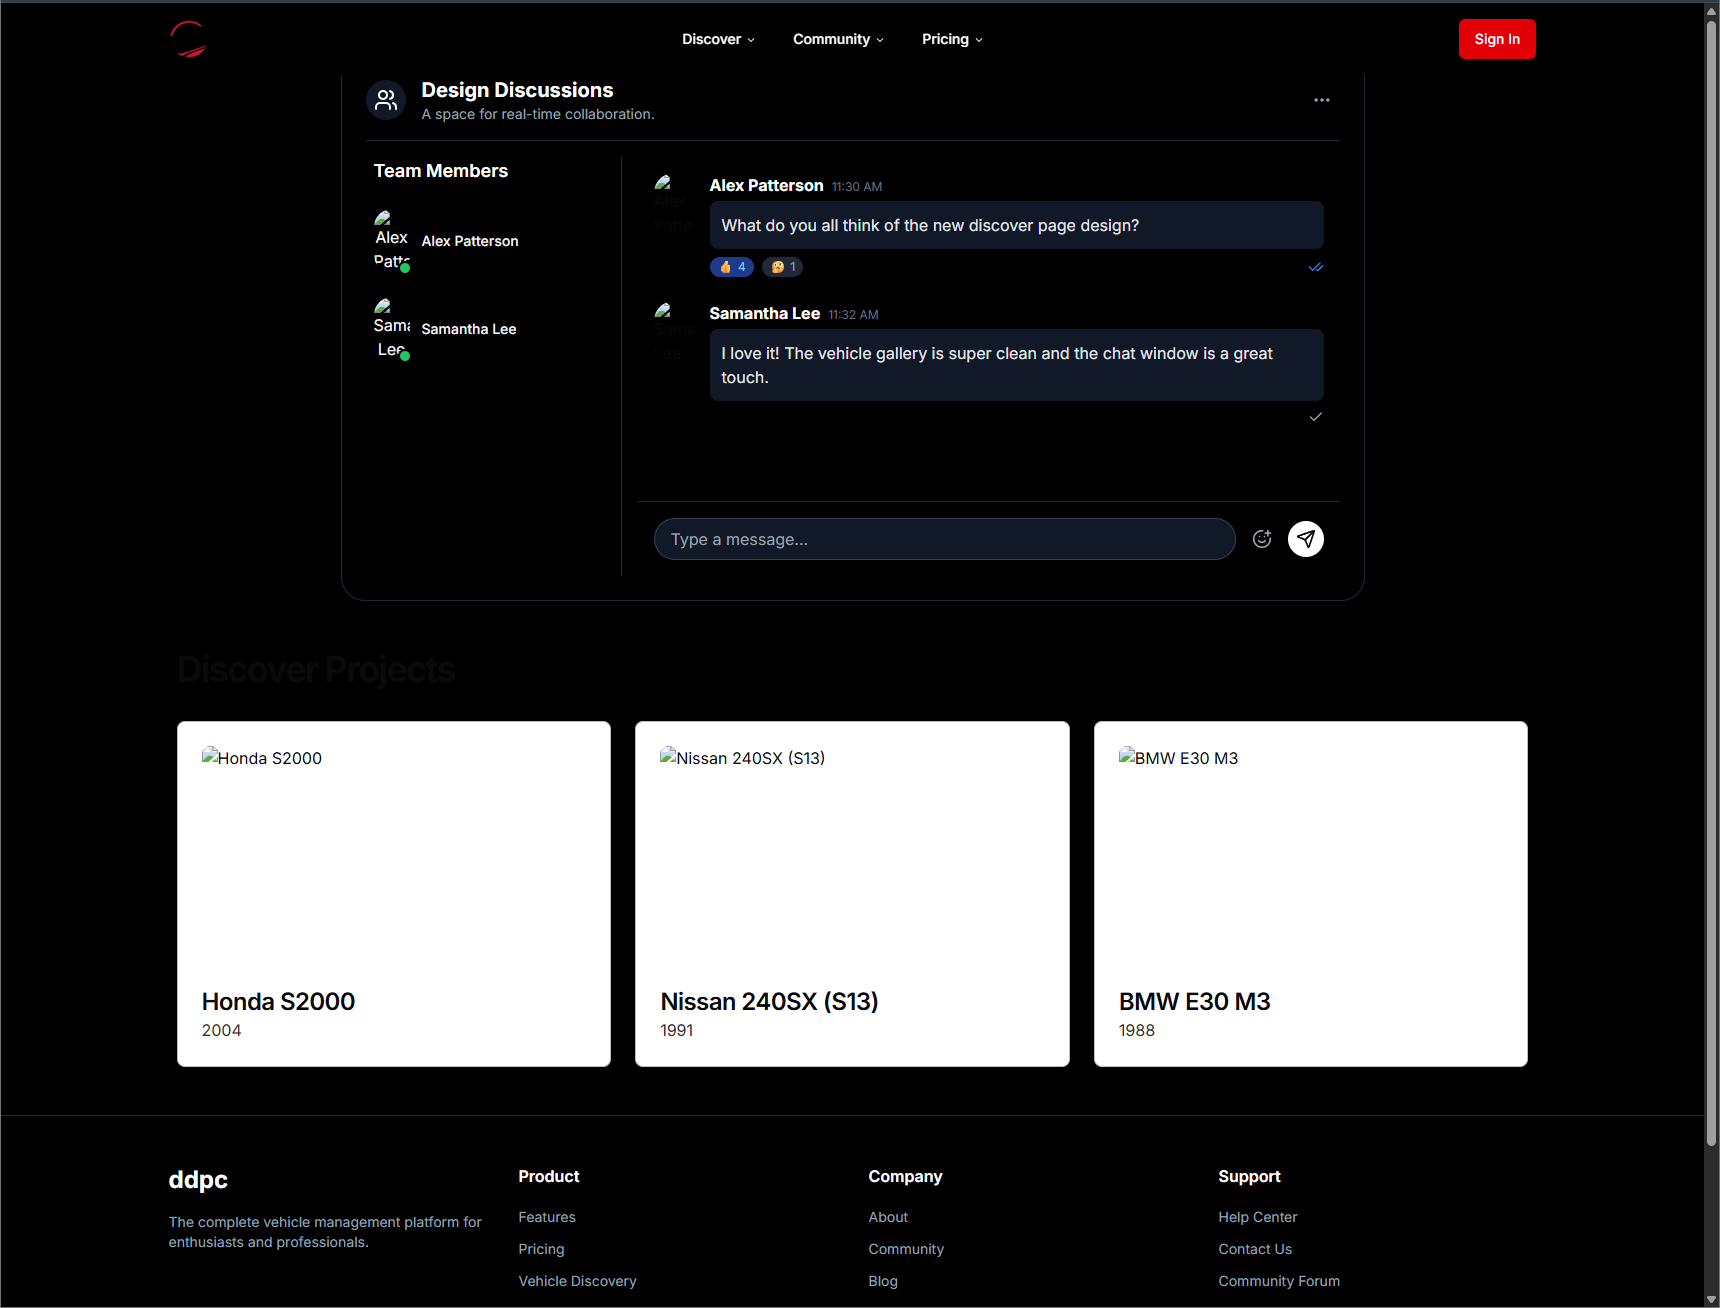 Discover
Community
Pricing
Sign In
Design Discussions
A space for real-time collaboration.
Team Members
Alex
Patte
Alex Patterson
Sama
Lee
Samantha Lee
Alex
Patte
Alex Patterson 11:30 AM
What do you all think of the new discover page design?
👍 4
🤔 1
Sama
Lee
Samantha Lee 11:32 AM
I love it! The vehicle gallery is super clean and the chat window is a great
touch.
Type a message...
Discover Projects
Honda S2000
Honda S2000
2004
Nissan 240SX (S13)
Nissan 240SX (S13)
1991
BMW E30 M3
BMW E30 M3
1988
ddpc
The complete vehicle management platform for
enthusiasts and professionals.
Product
Features
Pricing
Vehicle Discovery
Company
About
Community
Blog
Support
Help Center
Contact Us
Community Forum